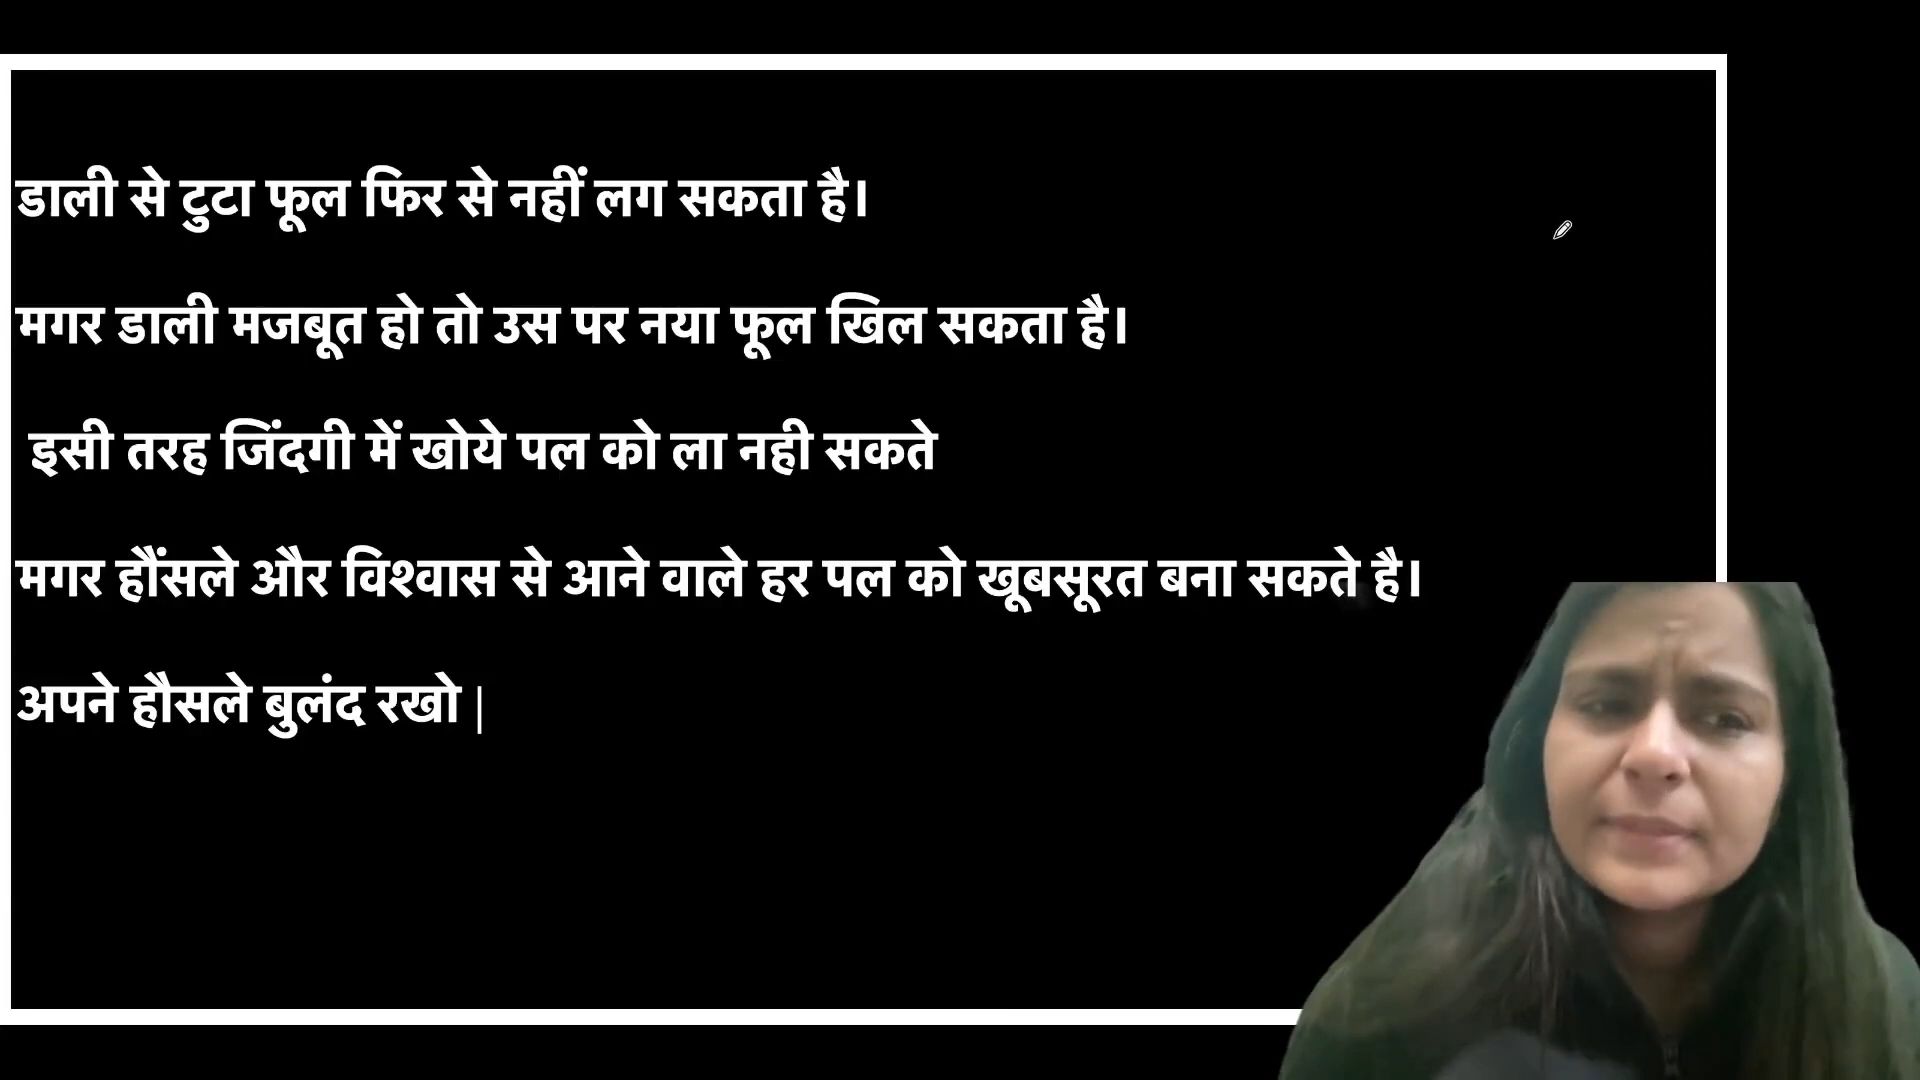 डाली से टुटा फूल फिर से नहीं लग सकता है।
मगर डाली मजबूत हो तो उस पर नया फूल खिल सकता है।
इसी तरह जिंदगी में खोये पल को ला नही सकते
मगर हौंसले और विश्वास से आने वाले हर पल को खूबसूरत बना सकते है।
अपने हौसले बुलंद रखो |